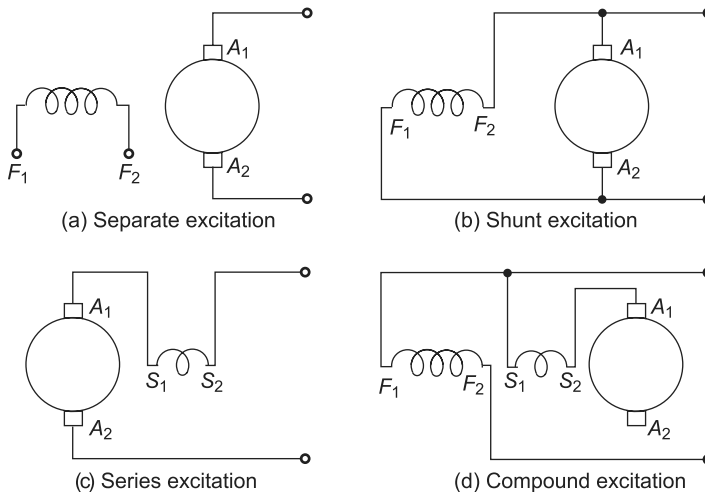 A1
F1 F2
A2
(a) Separate excitation
A1
F1 F2
A2
(b) Shunt excitation
A1
S1 S2
A2
(c) Series excitation
A1
F1 F2 S1 S2
A2
(d) Compound excitation